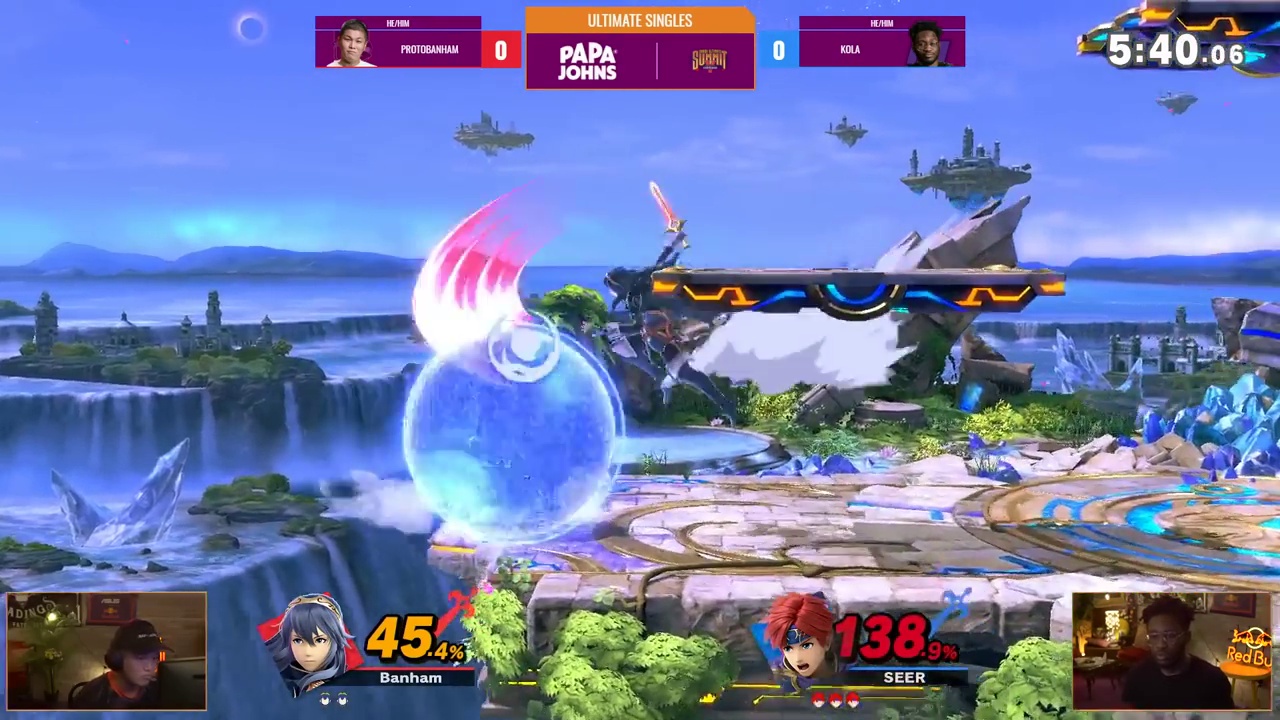 HE/HIM
PROTOBANHAM
0
ULTIMATE SINGLES
PAPA JOHNS
SUMMIT
0
HE/HIM
KOLA
5:40.06
45.4%
Banham
138.9%
SEER
RedBu